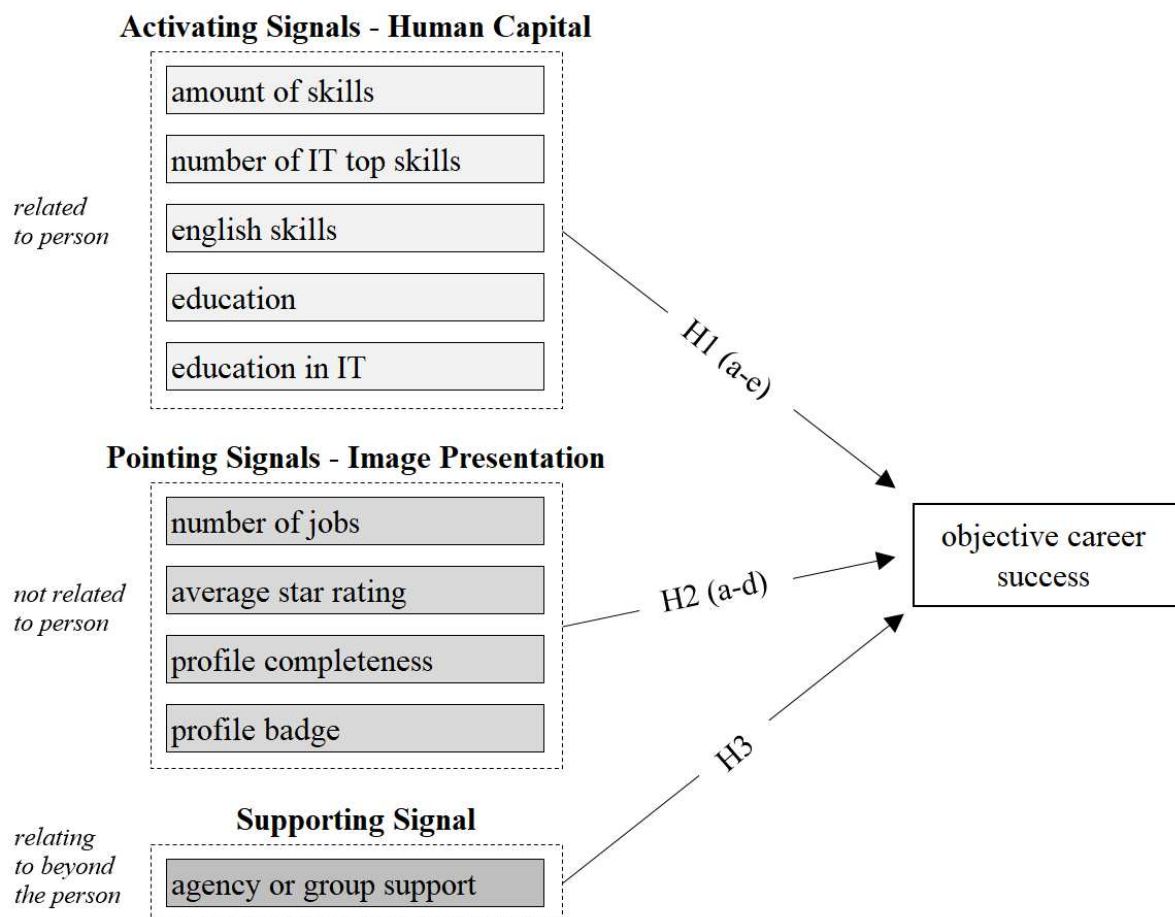 Activating Signals - Human Capital
amount of skills
number of IT top skills
related
to person
english skills
education
education in IT
H1 (a-e)
Pointing Signals - Image Presentation
number of jobs
not related
to person
average star rating
profile completeness
profile badge
H2 (a-d)
objective career
success
H3
Supporting Signal
relating
to beyond
the person
agency or group support